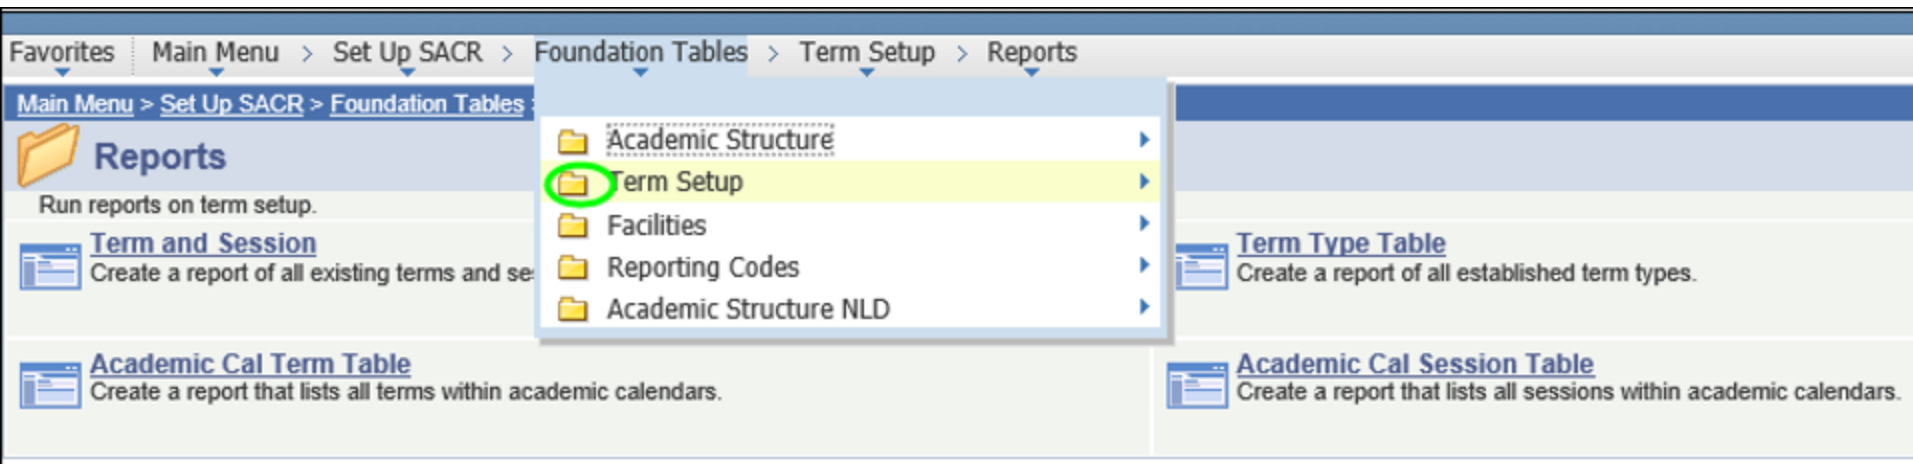 Favorites Main Menu > Set Up SACR > Foundation Tables > Term Setup > Reports
Main Menu > Set Up SACR > Foundation Tables
Reports
Run reports on term setup.
Academic Structure
Term Setup
Facilities
Reporting Codes
Academic Structure NLD
Term and Session
Create a report of all existing terms and
Term Type Table
Create a report of all established term types.
Academic Cal Term Table
Create a report that lists all terms within academic calendars.
Academic Cal Session Table
Create a report that lists all sessions within academic calendars.